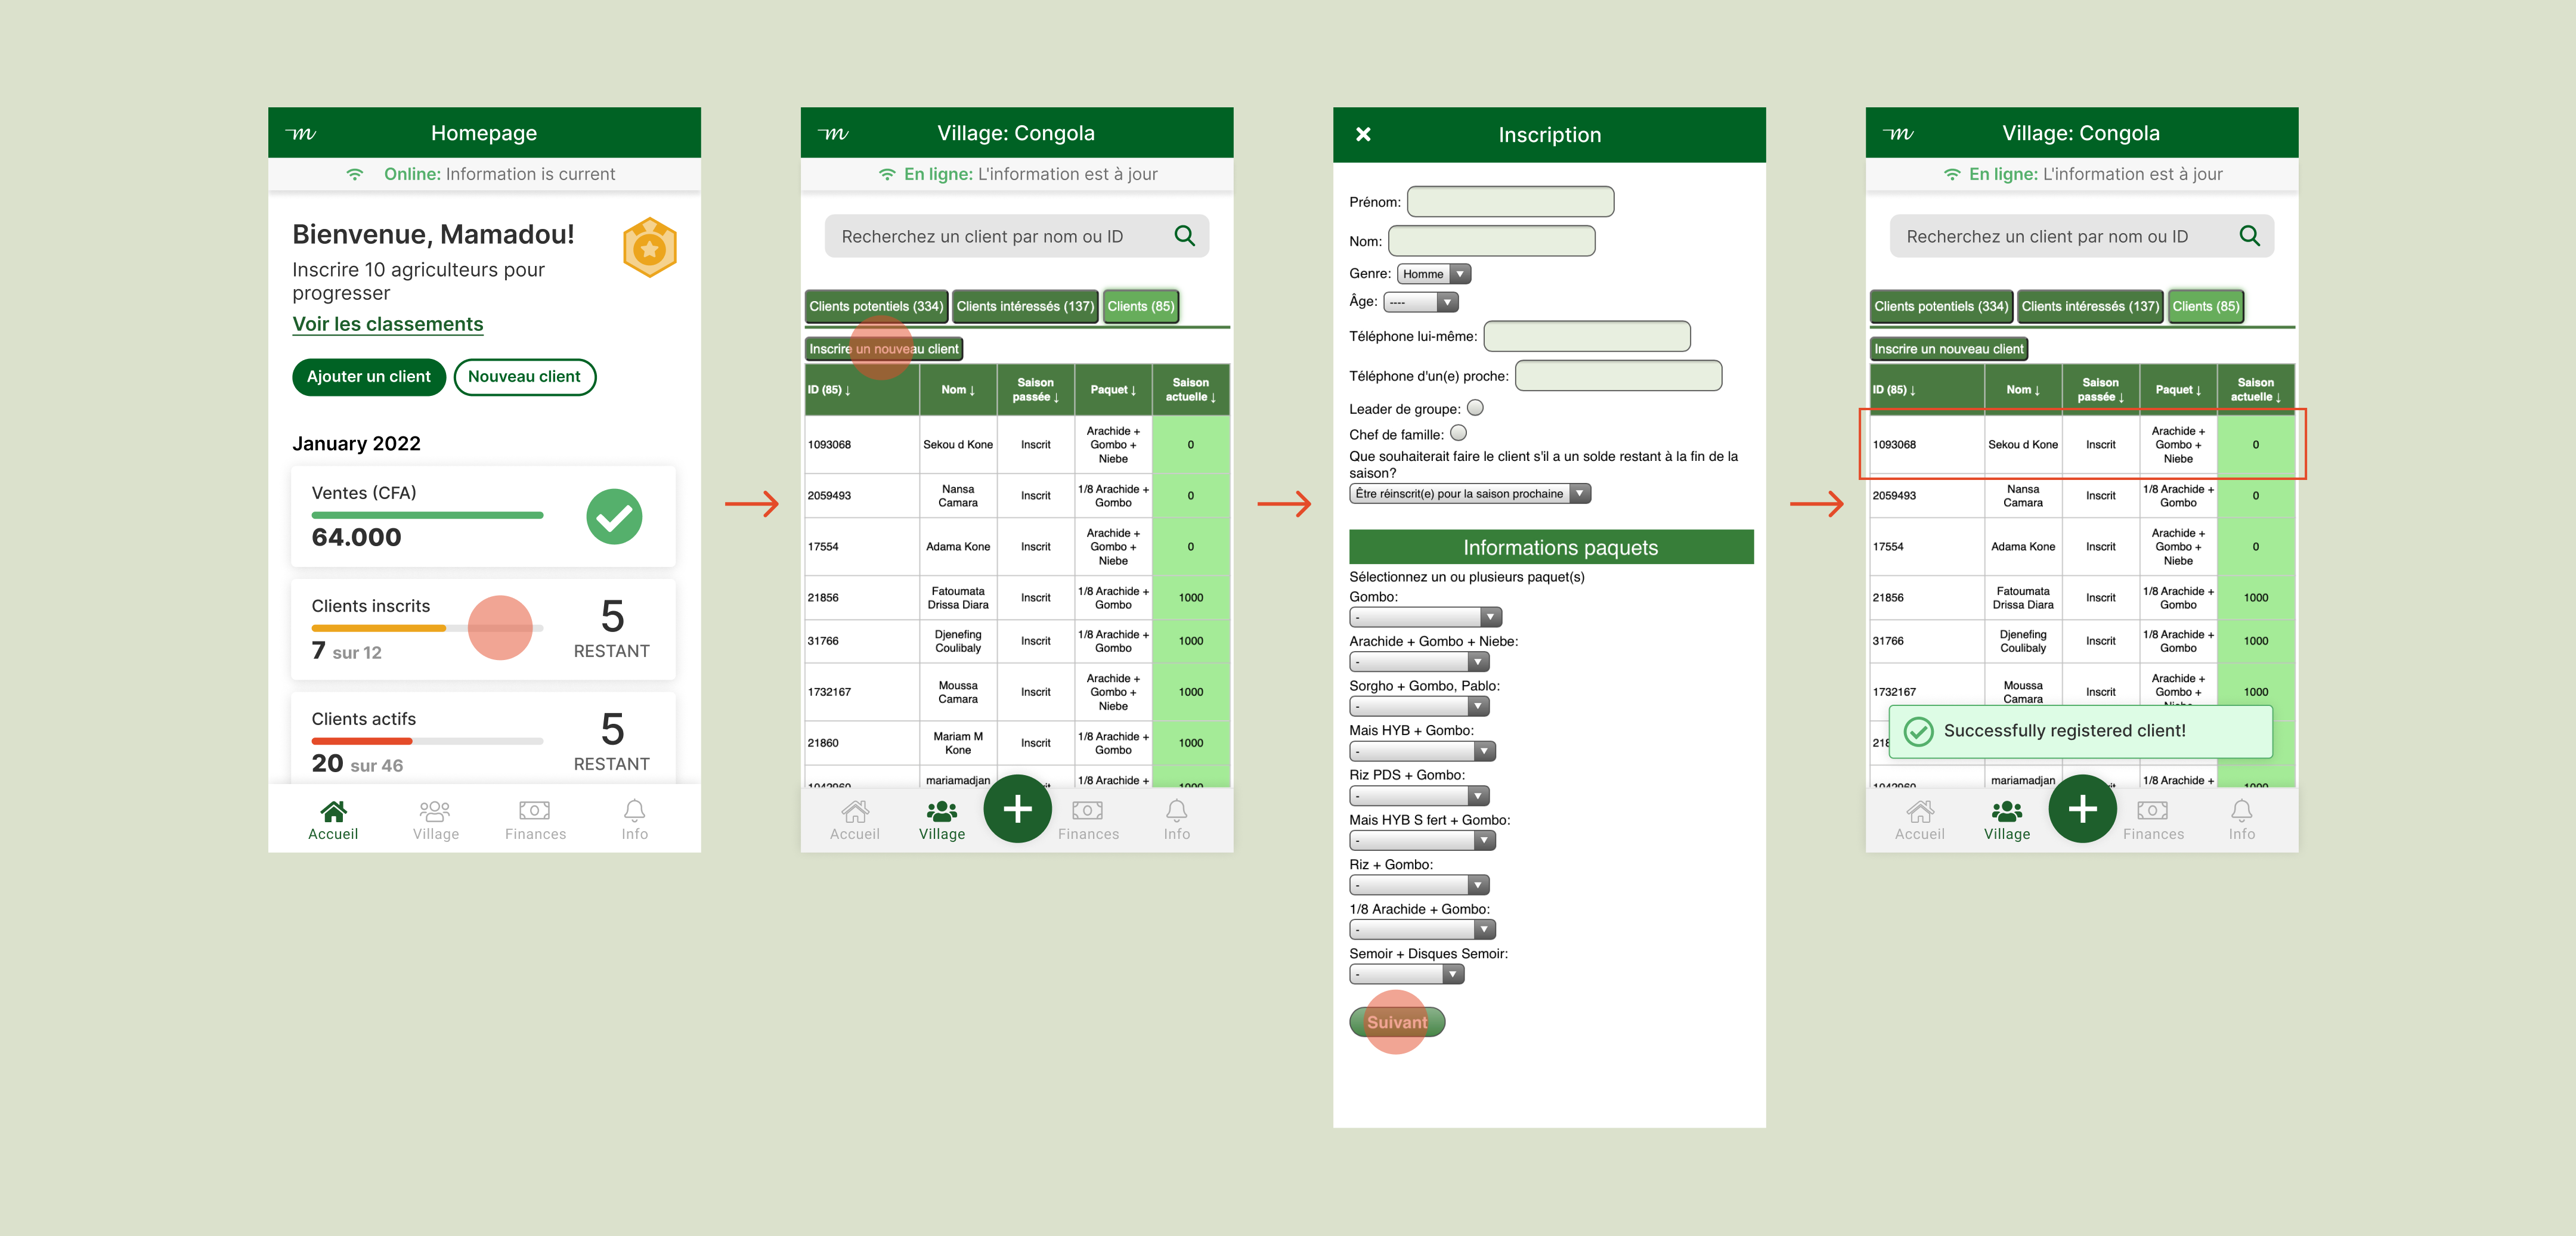 m
Homepage
Online: Information is current
Bienvenue, Mamadou!
Inscrire 10 agriculteurs pour
progresser
Voir les classements
Ajouter un client
Nouveau client
January 2022
Ventes (CFA)
64.000
Clients inscrits
7 sur 12
5
RESTANT
Clients actifs
20 sur 46
5
RESTANT
Accueil
Village
Finances
Info
m
Village: Congola
En ligne: L'information est à jour
Recherchez un client par nom ou ID
Clients potentiels (334)
Clients intéressés (137)
Clients (85)
Inscrire un nouveau client
ID (85) ↓ Nom ↓ Saison passée ↓ Paquet ↓ Saison actuelle ↓
1093068 Sekou d Kone Inscrit Arachide + Gombo + Niebe 0
2059493 Nansa Camara Inscrit 1/8 Arachide + Gombo 0
17554 Adama Kone Inscrit Arachide + Gombo + Niebe 0
21856 Fatoumata Drissa Diara Inscrit 1/8 Arachide + Gombo 1000
31766 Djenefing Coulibaly Inscrit 1/8 Arachide + Gombo 1000
1732167 Moussa Camara Inscrit Arachide + Gombo + Niebe 1000
21860 Mariam M Kone Inscrit 1/8 Arachide + Gombo 1000
mariamadjan 1/8 Arachide + 1000
+
Accueil
Village
Finances
Info
Inscription
Prénom:
Nom:
Genre: Homme
Âge: ----
Téléphone lui-même:
Téléphone d'un(e) proche:
Leader de groupe:
Chef de famille:
Que souhaiterait faire le client s'il a un solde restant à la fin de la
saison?
Être réinscrit(e) pour la saison prochaine
Informations paquets
Sélectionnez un ou plusieurs paquet(s)
Gombo:
-
Arachide + Gombo + Niebe:
-
Sorgho + Gombo, Pablo:
-
Mais HYB + Gombo:
-
Riz PDS + Gombo:
-
Mais HYB S fert + Gombo:
-
Riz + Gombo:
-
1/8 Arachide + Gombo:
-
Semoir + Disques Semoir:
-
Suivant
m
Village: Congola
En ligne: L'information est à jour
Recherchez un client par nom ou ID
Clients potentiels (334)
Clients intéressés (137)
Clients (85)
Inscrire un nouveau client
ID (85) ↓ Nom ↓ Saison passée ↓ Paquet ↓ Saison actuelle ↓
1093068 Sekou d Kone Inscrit Arachide + Gombo + Niebe 0
2059493 Nansa Camara Inscrit 1/8 Arachide + Gombo 0
17554 Adama Kone Inscrit Arachide + Gombo + Niebe 0
21856 Fatoumata Drissa Diara Inscrit 1/8 Arachide + Gombo 1000
31766 Djenefing Coulibaly Inscrit 1/8 Arachide + Gombo 1000
1732167 Moussa Camara Inscrit Arachide + Gombo + 1000
Successfully registered client!
mariamadjan 1/8 Arachide + 1000
+
Accueil
Village
Finances
Info